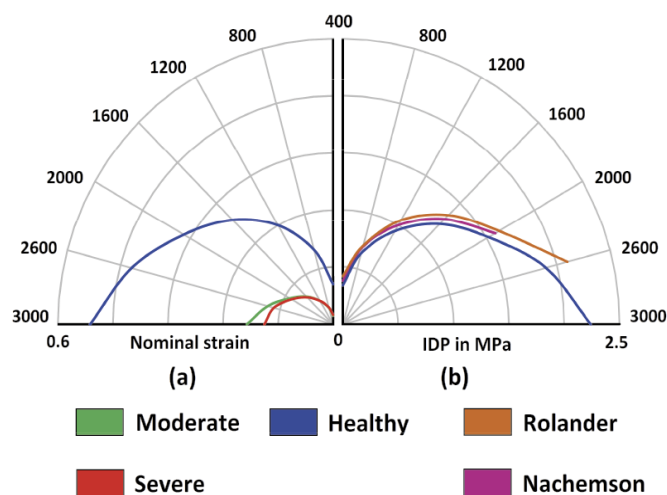 400
800 800
1200 1200
1600 1600
2000 2000
2600 2600
3000 3000
0.6 Nominal strain 0 IDP in MPa 2.5
(a) (b)
Moderate Healthy Rolander
Severe Nachemson